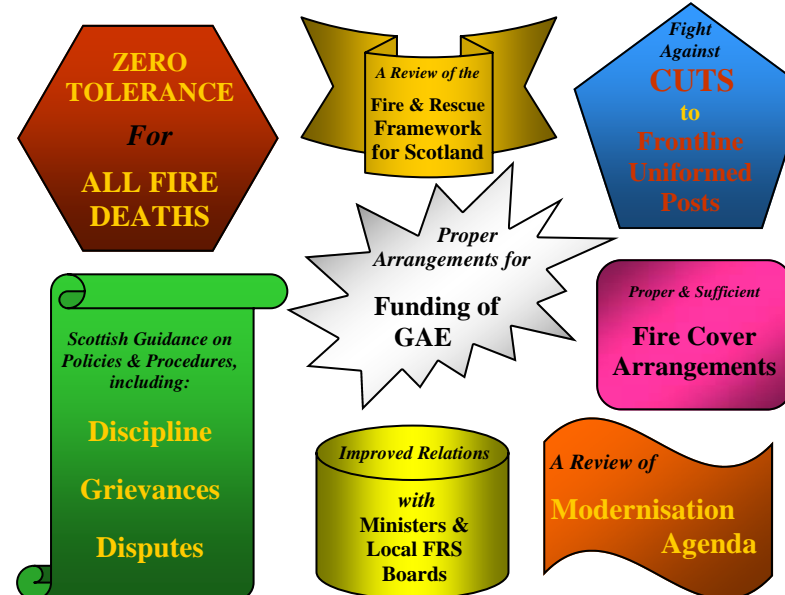 ZERO
TOLERANCE
For
ALL FIRE
DEATHS
A Review of the
Fire & Rescue
Framework
for Scotland
Fight
Against
CUTS
to
Frontline
Uniformed
Posts
Proper
Arrangements for
Funding of
GAE
Scottish Guidance on
Policies & Procedures,
including:
Discipline
Grievances
Disputes
Proper & Sufficient
Fire Cover
Arrangements
Improved Relations
with
Ministers &
Local FRS
Boards
A Review of
Modernisation
Agenda